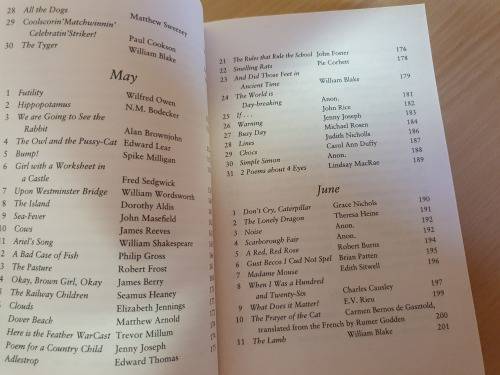 28 All the Dogs Matthew Sweeney
29 Coolscorin'Matchwinnin'
Celebratin'Striker! Paul Cookson
30 The Tyger William Blake
May
1 Futility Wilfred Owen
2 Hippopotamus N.M. Bodecker
3 We are Going to See the
Rabbit Alan Brownjohn
4 The Owl and the Pussy-Cat Edward Lear
5 Bump! Spike Milligan
6 Girl with a Worksheet in
a Castle Fred Sedgwick
7 Upon Westminster Bridge William Wordsworth
8 The Island Dorothy Aldis
9 Sea-Fever John Masefield
10 Cows James Reeves
11 Ariel's Song William Shakespeare
2 A Bad Case of Fish Philip Gross
3 The Pasture Robert Frost
4 Okay, Brown Girl, Okay James Berry
5 The Railway Children Seamus Heaney
Clouds Elizabeth Jennings
Dover Beach Matthew Arnold
Here is the Feather WarCast Trevor Millum
Poem for a Country Child Jenny Joseph
Adlestrop Edward Thomas
21 The Rules that Rule the School John Foster 176
22 Smelling Rats Pie Corbett 178
23 And Did Those Feet in
Ancient Time William Blake 179
24 The World is
Day-breaking Anon. 181
25 If . . . John Rice 182
26 Warning Jenny Joseph 183
27 Busy Day Michael Rosen 184
28 Lines Judith Nicholls 187
29 Chocs Carol Ann Duffy 187
30 Simple Simon Anon. 188
31 2 Poems about 4 Eyes Lindsay MacRae 189
June
1 Don't Cry, Caterpillar Grace Nichols 190
2 The Lonely Dragon Theresa Heine 191
3 Noise Anon. 192
4 Scarborough Fair Anon. 192
5 A Red, Red Rose Robert Burns 194
6 Gust Becos I Cud Not Spel Brian Patten 195
7 Madame Mouse Edith Sitwell 196
8 When I Was a Hundred
and Twenty-Six Charles Causley 197
9 What Does it Matter? E.V. Rieu
10 The Prayer of the Cat Carmen Bernos de Gasztold,
translated from the French by Rumer Godden 200
11 The Lamb William Blake 201